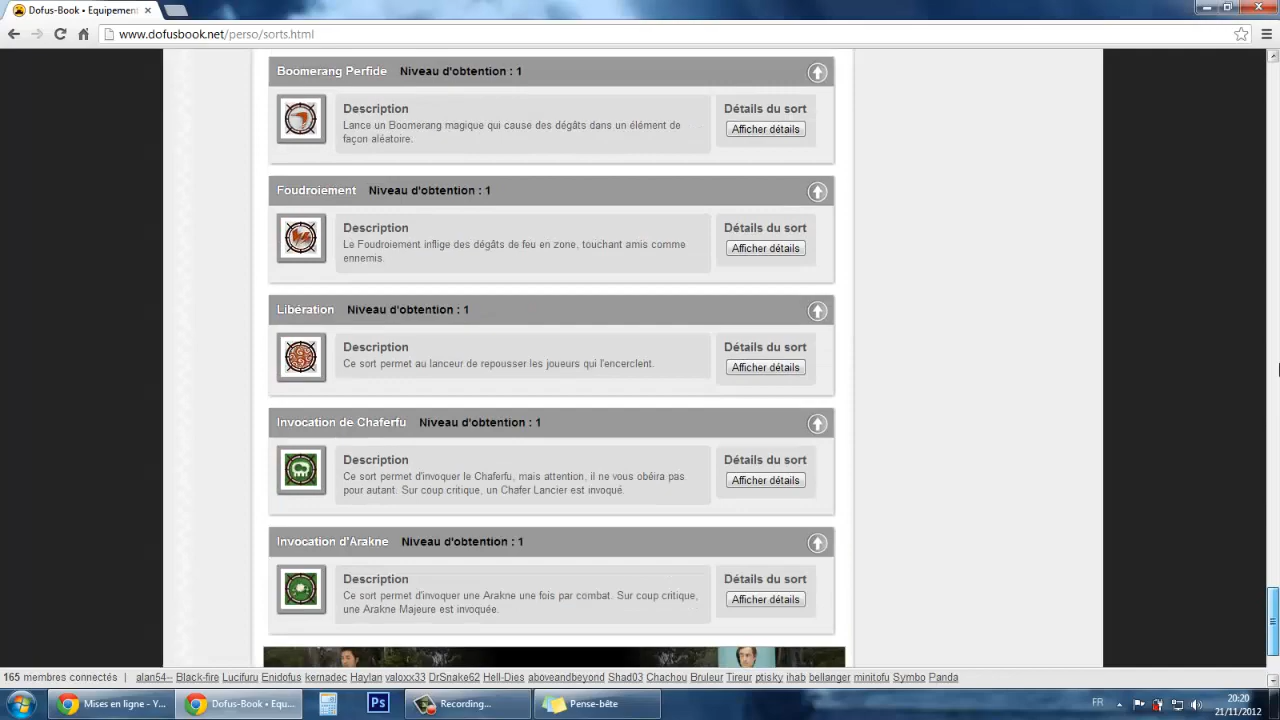 Dofus-Book • Equipement
www.dofusbook.net/perso/sorts.html
Boomerang Perfide Niveau d'obtention : 1
Description
Lance un Boomerang magique qui cause des dégâts dans un élément de
façon aléatoire.
Détails du sort
Afficher détails
Foudroiement Niveau d'obtention : 1
Description
Le Foudroiement inflige des dégâts de feu en zone, touchant amis comme
ennemis.
Détails du sort
Afficher détails
Libération Niveau d'obtention : 1
Description
Ce sort permet au lanceur de repousser les joueurs qui l'encerclent.
Détails du sort
Afficher détails
Invocation de Chaferfu Niveau d'obtention : 1
Description
Ce sort permet d'invoquer le Chaferfu, mais attention, il ne vous obéira pas
pour autant. Sur coup critique, un Chafer Lancier est invoqué.
Détails du sort
Afficher détails
Invocation d'Arakne Niveau d'obtention : 1
Description
Ce sort permet d'invoquer une Arakne une fois par combat. Sur coup critique,
une Arakne Majeure est invoquée.
Détails du sort
Afficher détails
165 membres connectés | Black-fire Lucifuru Enidofus kemadec Haylan vanxx33 DrSnake62 Hell-Dies aboveandbeyond Shad03 Chachou Bruleur Tireur ptisky ihab bellanger minitofu Symbo Panda
Mises en ligne - Y... Dofus-Book • Equ... Ps Recording... Pense-bête FR 20:20
21/11/2012